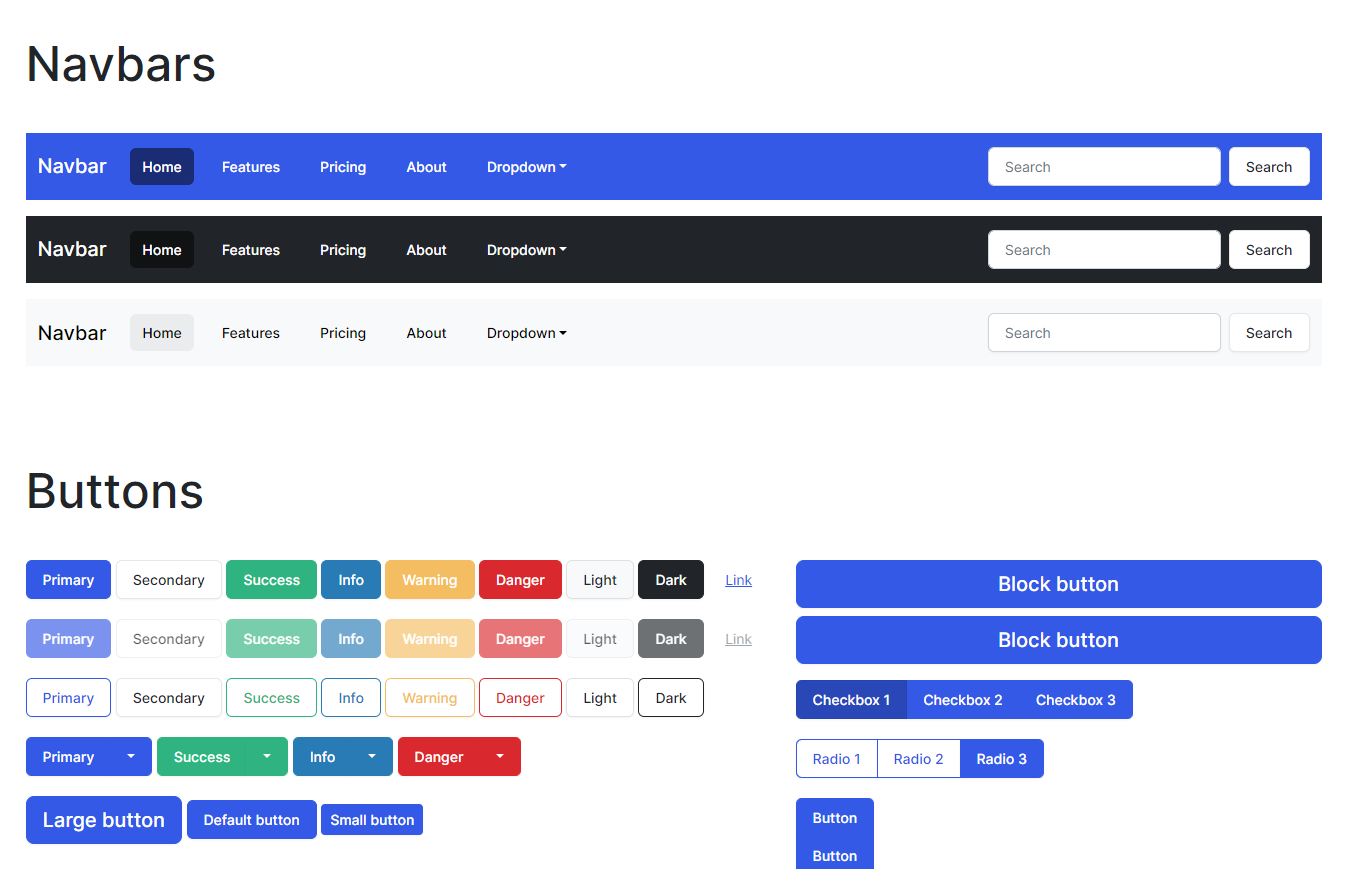 Navbars
Navbar Home Features Pricing About Dropdown Search Search
Navbar Home Features Pricing About Dropdown Search Search
Navbar Home Features Pricing About Dropdown Search Search
Buttons
Primary Secondary Success Info Warning Danger Light Dark Link
Primary Secondary Success Info Warning Danger Light Dark Link
Primary Secondary Success Info Warning Danger Light Dark
Primary Success Info Danger
Large button Default button Small button
Block button
Block button
Checkbox 1 Checkbox 2 Checkbox 3
Radio 1 Radio 2 Radio 3
Button
Button